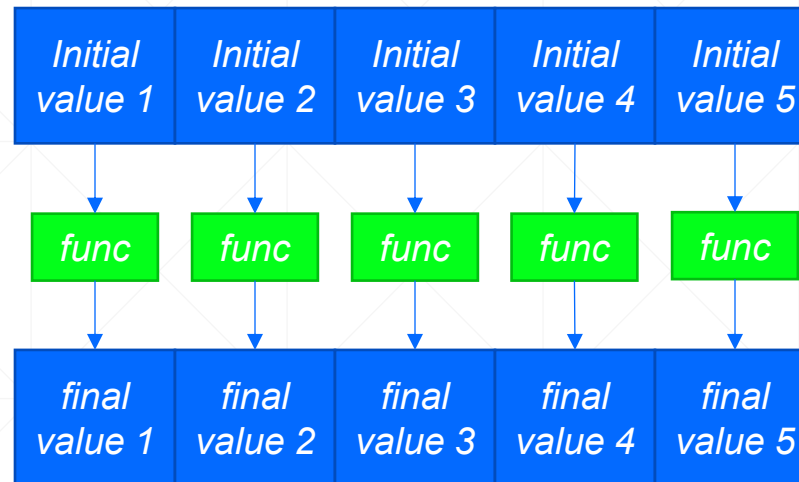 Initial
value 1
Initial
value 2
Initial
value 3
Initial
value 4
Initial
value 5
func
func
func
func
func
final
value 1
final
value 2
final
value 3
final
value 4
final
value 5